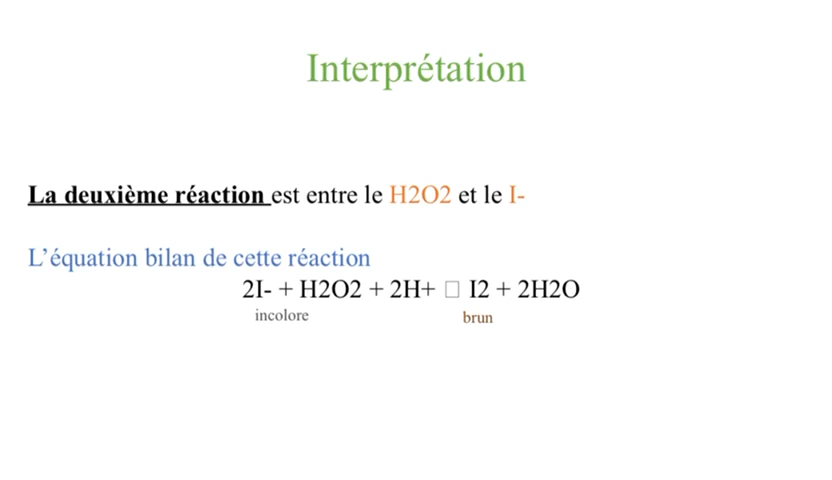 Interprétation
La deuxième réaction est entre le H2O2 et le I-
L’équation bilan de cette réaction
2I- + H2O2 + 2H+ □ I2 + 2H2O
incolore brun